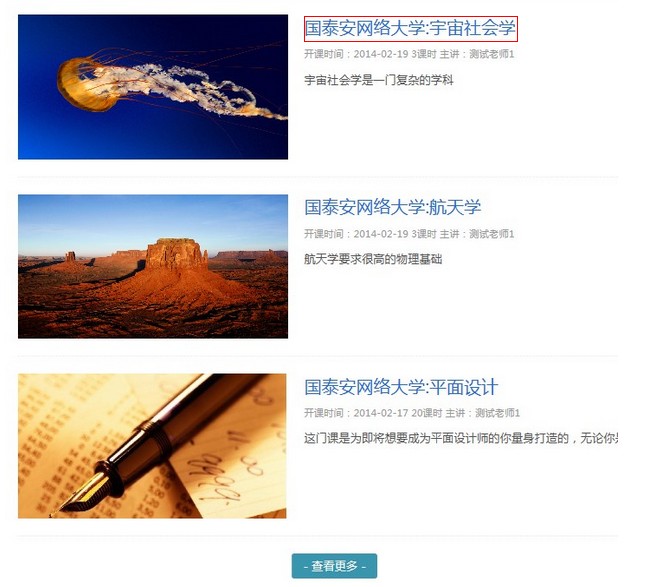 国泰安网络大学:宇宙社会学
开课时间：2014-02-19 3课时 主讲：测试老师1
宇宙社会学是一门复杂的学科
国泰安网络大学:航天学
开课时间：2014-02-19 3课时 主讲：测试老师1
航天学要求很高的物理基础
国泰安网络大学:平面设计
开课时间：2014-02-17 20课时 主讲：测试老师1
这门课是为即将想要成为平面设计师的你量身打造的，无论你
- 查看更多 -